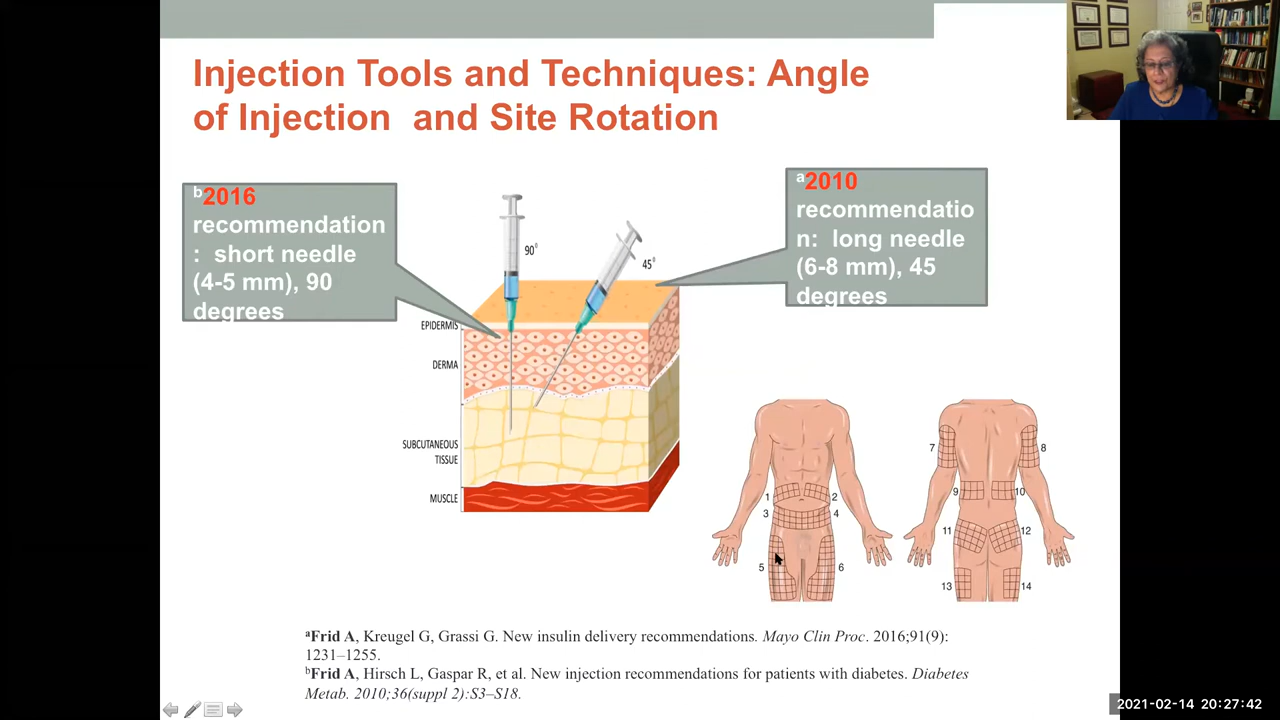 Injection Tools and Techniques: Angle
of Injection  and Site Rotation
b2016
recommendation
:  short needle
(4-5 mm), 90
degrees
a2010
recommendatio
n:  long needle
(6-8 mm), 45
degrees
90°
45°
EPIDERMIS
DERMA
SUBCUTANEOUS
TISSUE
MUSCLE
1 2
3 4
5 6
7 8
9 10
11 12
13 14
aFrid A, Kreugel G, Grassi G. New insulin delivery recommendations. Mayo Clin Proc. 2016;91(9):
1231–1255.
bFrid A, Hirsch L, Gaspar R, et al. New injection recommendations for patients with diabetes. Diabetes
Metab. 2010;36(suppl 2):S3–S18.
2021-02-14 20:27:42